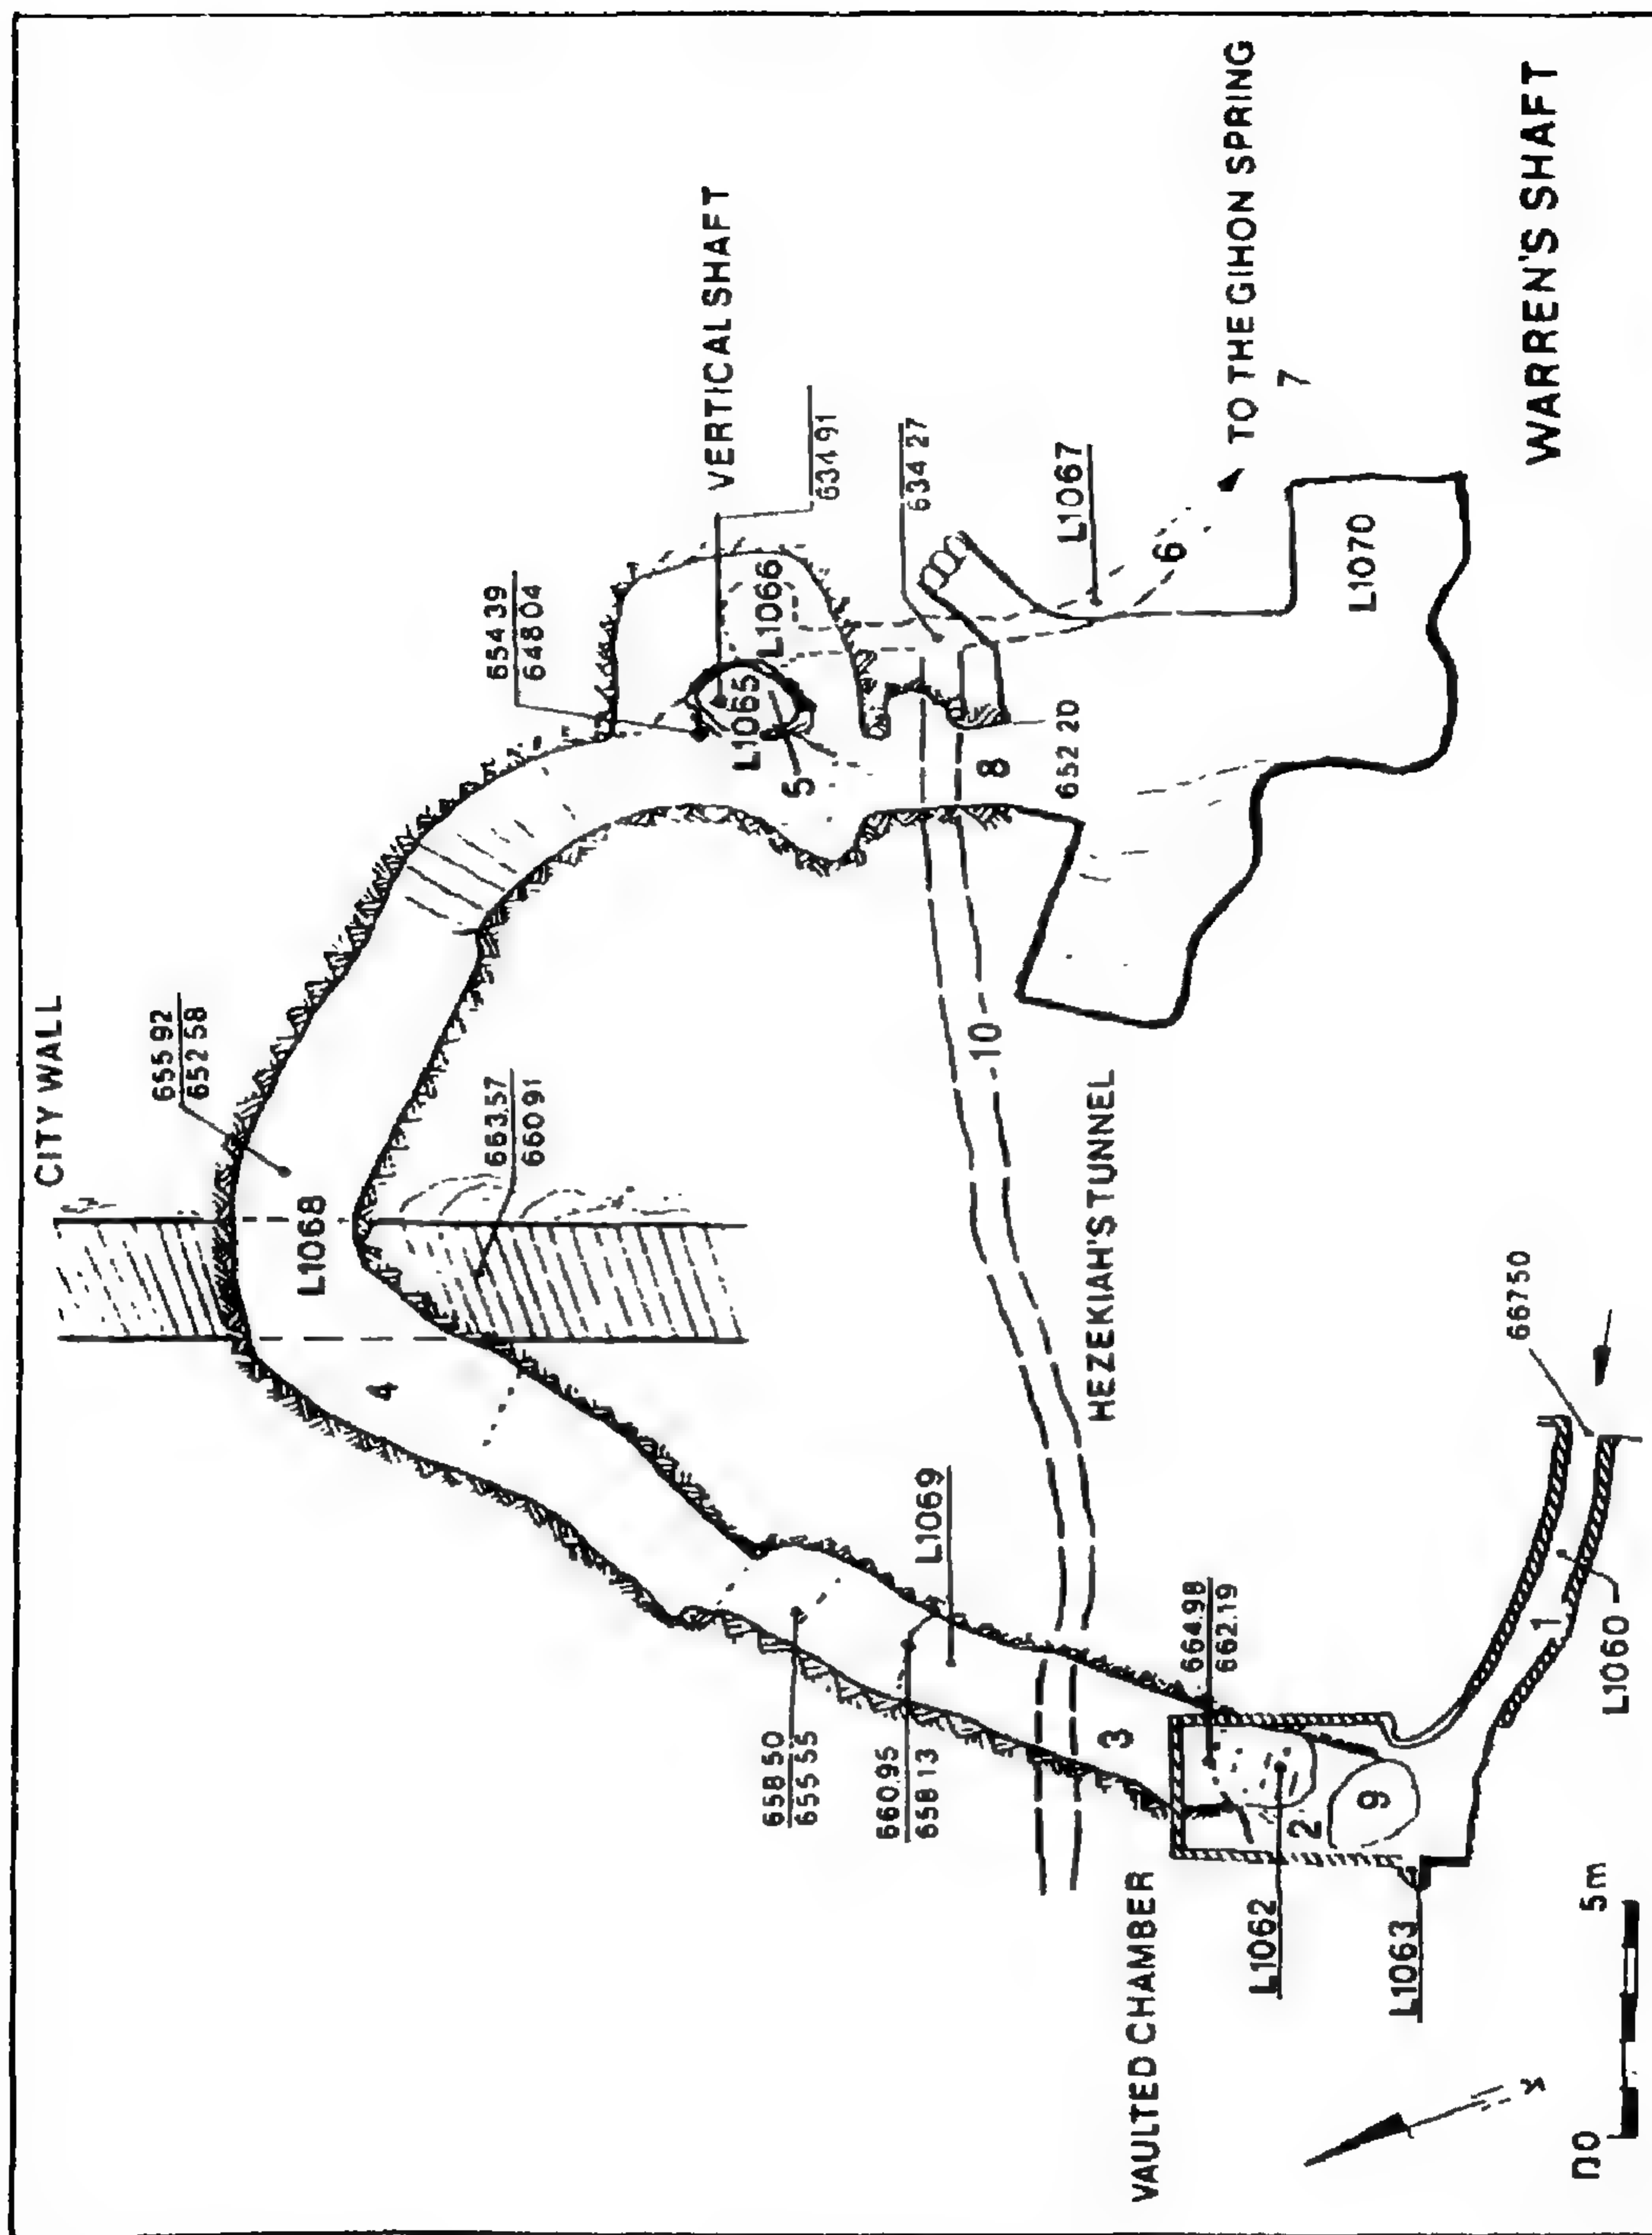 CITY WALL
655 92
652 58
L1068
663.57
660 91
4
654 39
648 04
VERTICAL SHAFT
634 91
L1065
L1066
5
634 27
L1067
6
TO THE GIHON SPRING
7
8
652 20
L1070
WARREN'S SHAFT
10
HEZEKIAH'S TUNNEL
L1069
658 50
655 55
660.95
658 13
3
664.98
662.19
VAULTED CHAMBER
L1062
2
9
L1063
1
L1060
667 50
0
5m